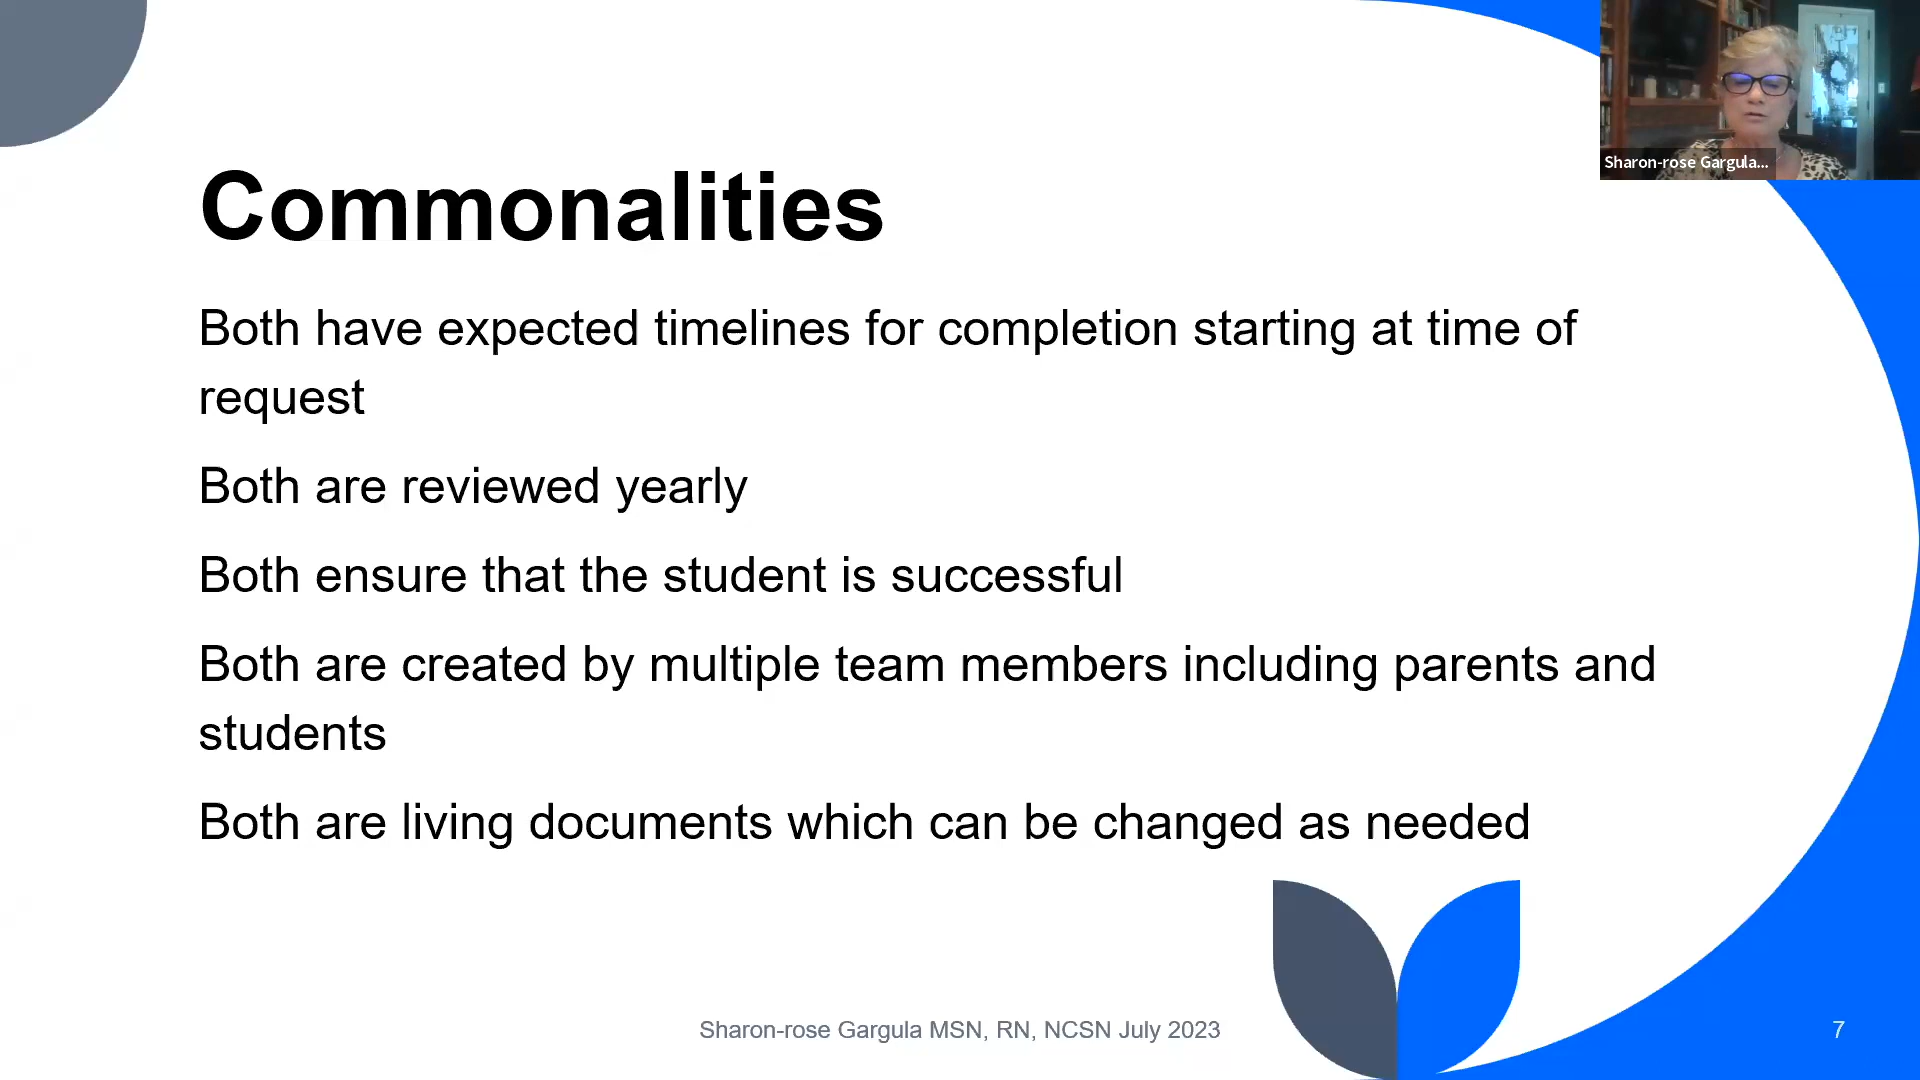 Sharon-rose Gargula...
Commonalities
Both have expected timelines for completion starting at time of
request
Both are reviewed yearly
Both ensure that the student is successful
Both are created by multiple team members including parents and
students
Both are living documents which can be changed as needed
Sharon-rose Gargula MSN, RN, NCSN July 2023
7